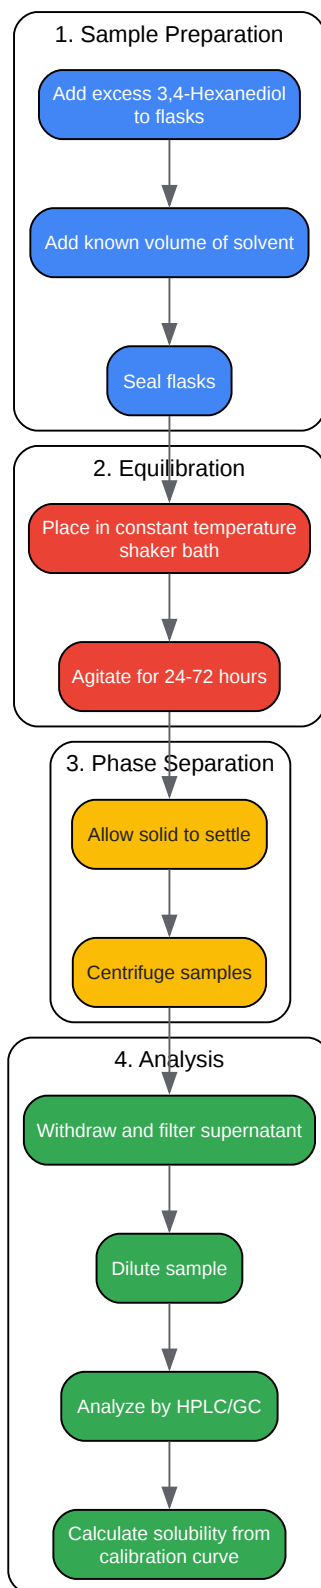 1. Sample Preparation
Add excess 3,4-Hexanediol
to flasks
Add known volume of solvent
Seal flasks
2. Equilibration
Place in constant temperature
shaker bath
Agitate for 24-72 hours
3. Phase Separation
Allow solid to settle
Centrifuge samples
4. Analysis
Withdraw and filter supernatant
Dilute sample
Analyze by HPLC/GC
Calculate solubility from
calibration curve